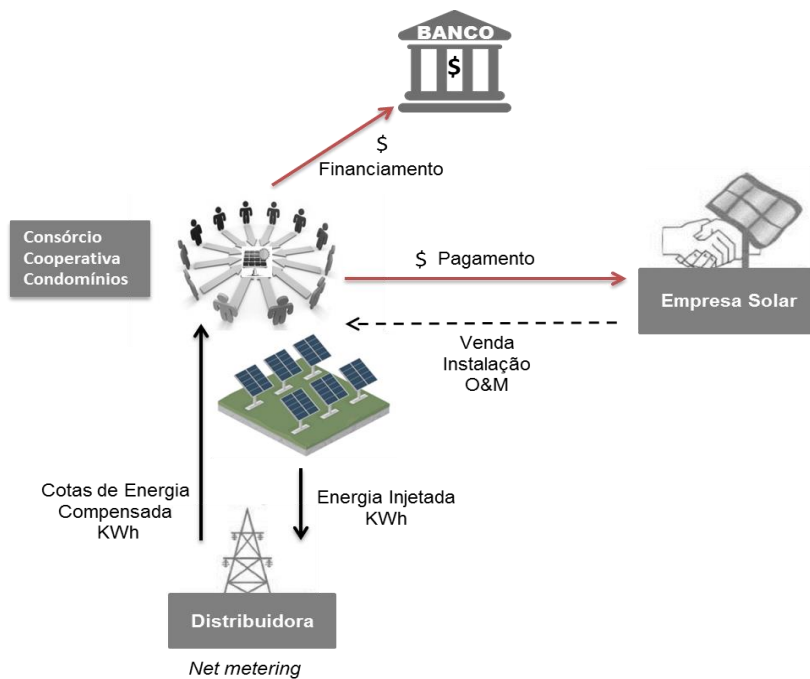 BANCO
$
$
Financiamento
Consórcio
Cooperativa
Condomínios
$ Pagamento
Empresa Solar
Venda
Instalação
O&M
Cotas de Energia
Compensada
KWh
Energia Injetada
KWh
Distribuidora
Net metering